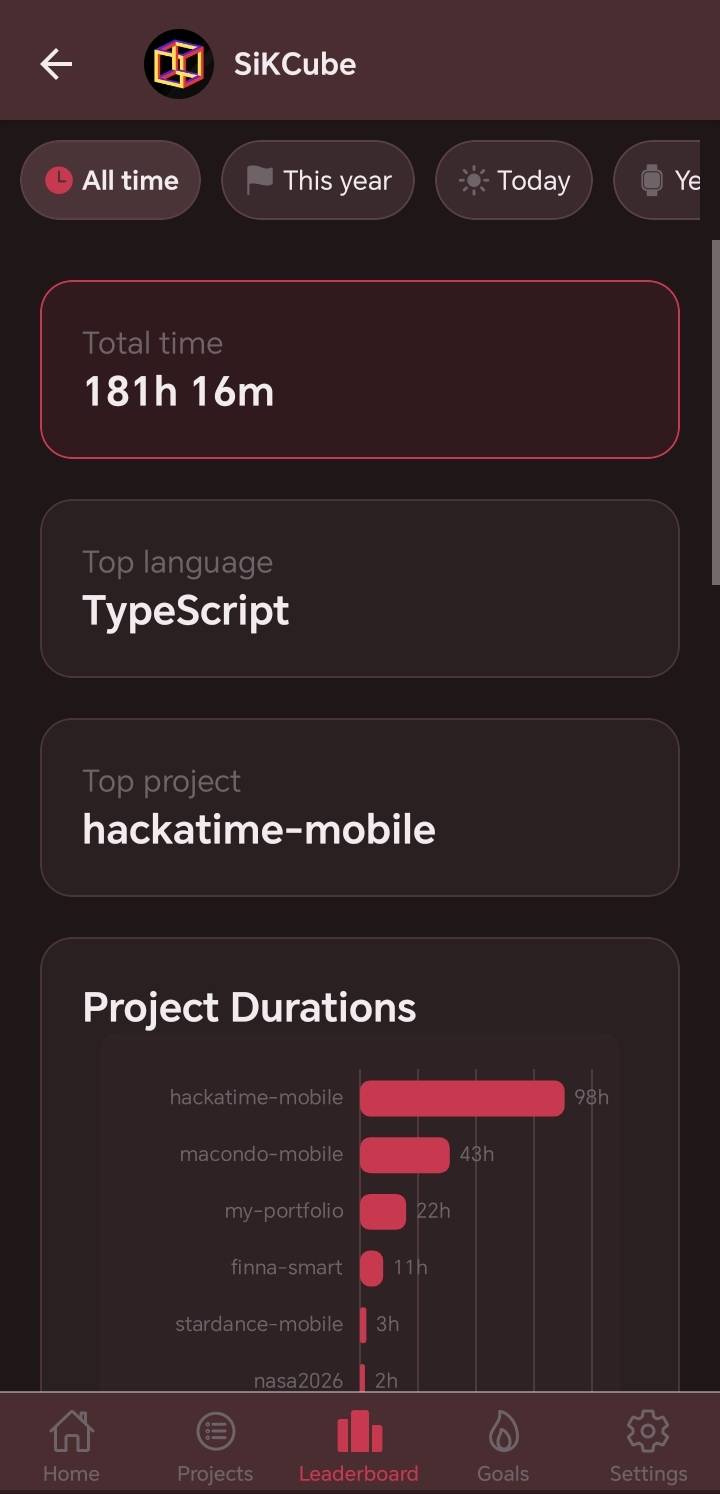 SiKCube
All time
This year
Today
Ye
Total time
181h 16m
Top language
TypeScript
Top project
hackatime-mobile
Project Durations
hackatime-mobile 98h
macondo-mobile 43h
my-portfolio 22h
finna-smart 11h
stardance-mobile 3h
nasa2026 2h
Home
Projects
Leaderboard
Goals
Settings